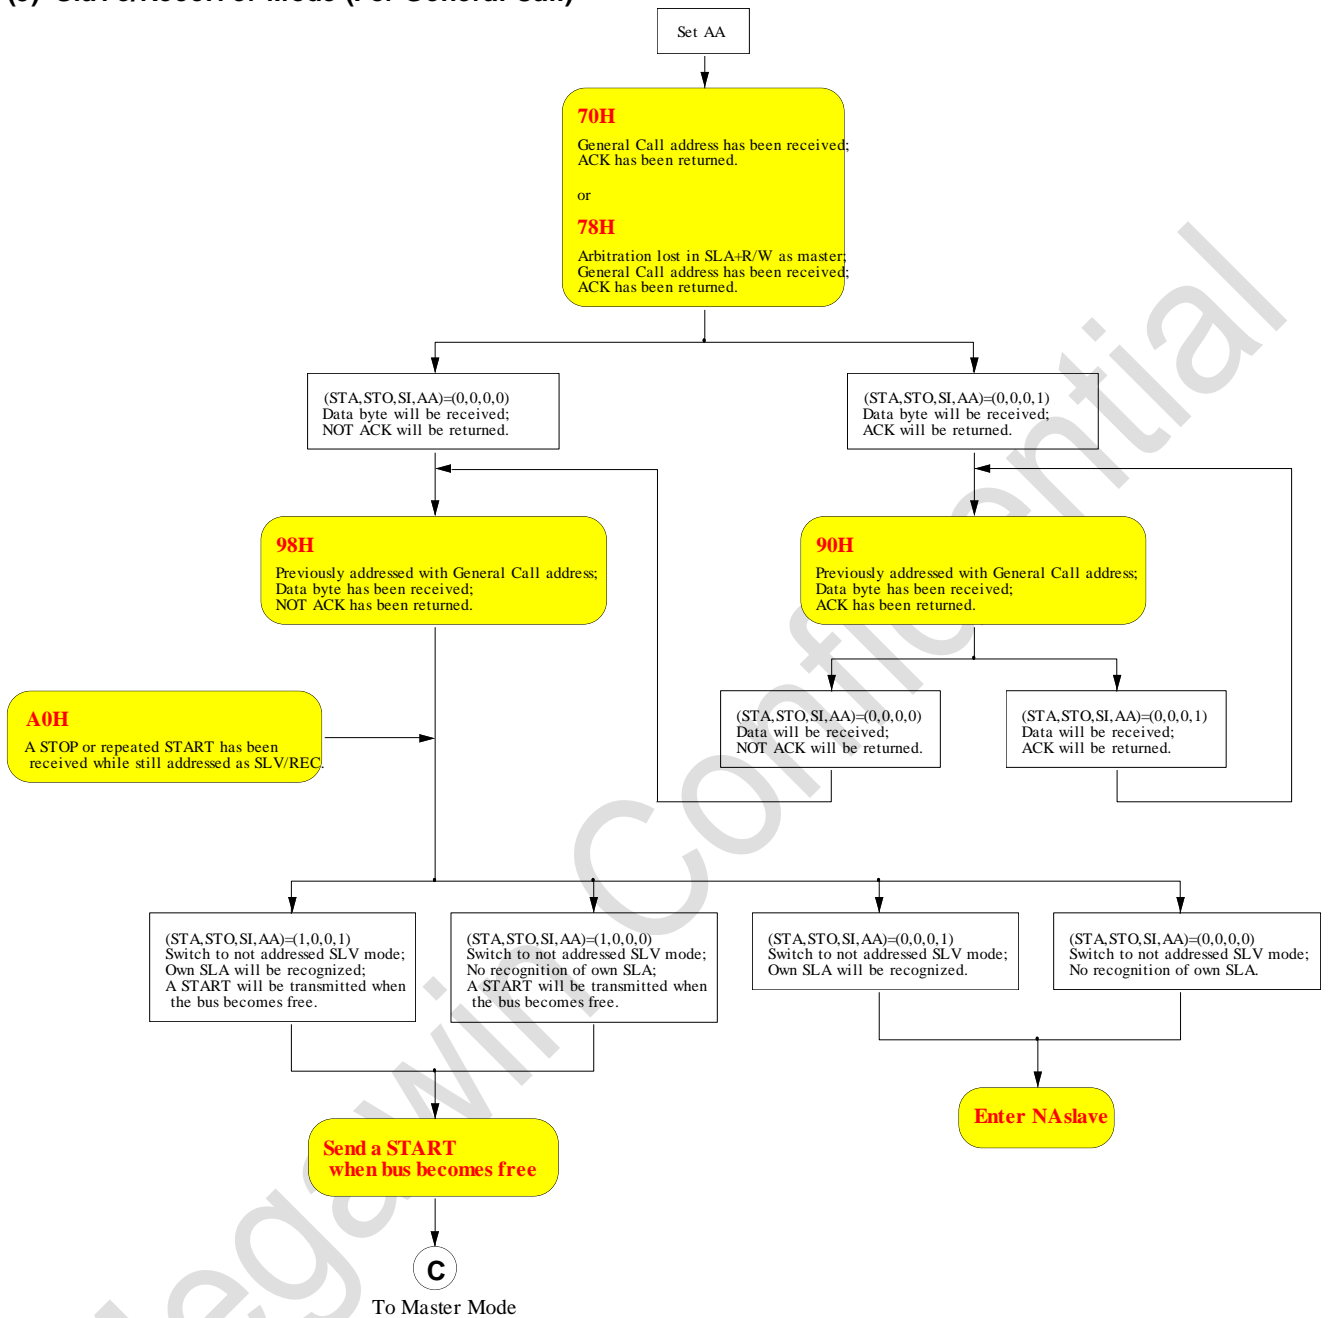 (5) Slave/Receiver Mode (For General Call)
Set AA
70H
General Call address has been received;
ACK has been returned.
or
78H
Arbitration lost in SLA+R/W as master;
General Call address has been received;
ACK has been returned.
(STA,STO,SI,AA)=(0,0,0,0)
Data byte will be received;
NOT ACK will be returned.
(STA,STO,SI,AA)=(0,0,0,1)
Data byte will be received;
ACK will be returned.
98H
Previously addressed with General Call address;
Data byte has been received;
NOT ACK has been returned.
90H
Previously addressed with General Call address;
Data byte has been received;
ACK has been returned.
(STA,STO,SI,AA)=(0,0,0,0)
Data will be received;
NOT ACK will be returned.
(STA,STO,SI,AA)=(0,0,0,1)
Data will be received;
ACK will be returned.
A0H
A STOP or repeated START has been
received while still addressed as SLV/REC.
(STA,STO,SI,AA)=(1,0,0,1)
Switch to not addressed SLV mode;
Own SLA will be recognized;
A START will be transmitted when
the bus becomes free.
(STA,STO,SI,AA)=(1,0,0,0)
Switch to not addressed SLV mode;
No recognition of own SLA;
A START will be transmitted when
the bus becomes free.
(STA,STO,SI,AA)=(0,0,0,1)
Switch to not addressed SLV mode;
Own SLA will be recognized.
(STA,STO,SI,AA)=(0,0,0,0)
Switch to not addressed SLV mode;
No recognition of own SLA.
Send a START
when bus becomes free
Enter NAslave
C
To Master Mode
egawin Confidential